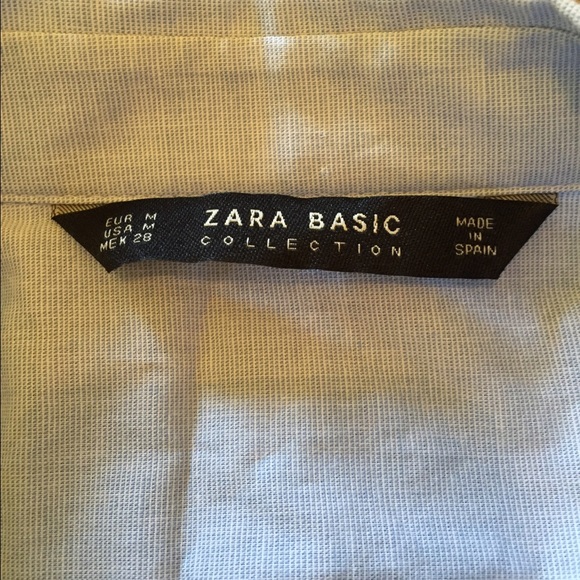 EUR M
USA M
MEX 28
ZARA BASIC
COLLECTION
MADE
IN
SPAIN